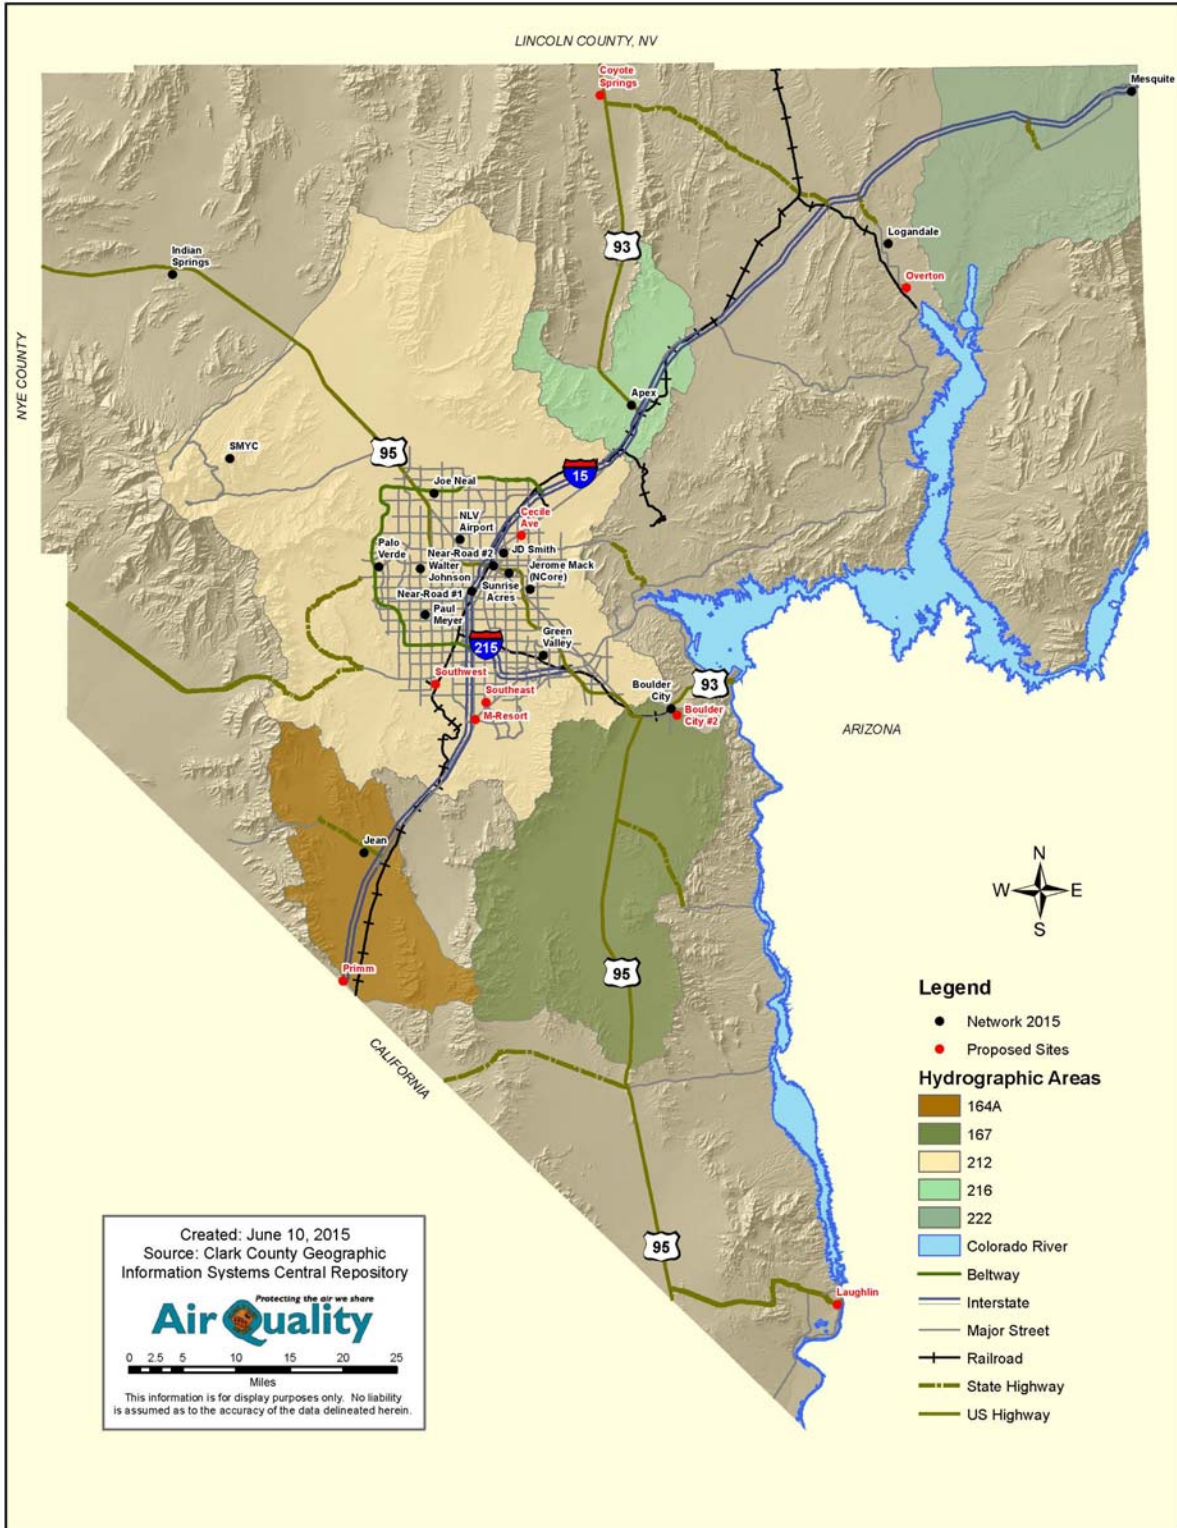 LINCOLN COUNTY, NV
Coyote
Springs
Mesquite
93
Logandale
Indian
Springs
Overton
NYE COUNTY
Apex
SMYC
95
15
Joe Neal
NLV
Airport
Cecile
Ave
Palo
Verde
Near-Road #2
JD Smith
Walter
Johnson
Jerome Mack
(NCore)
Near-Road #1
Sunrise
Acres
Paul
Meyer
215
Green
Valley
Southwest
Southeast
M-Resort
Boulder
City
93
Boulder
City #2
ARIZONA
Jean
N
W
E
S
Primm
95
CALIFORNIA
95
Laughlin
Legend
Network 2015
Proposed Sites
Hydrographic Areas
164A
167
212
216
222
Colorado River
Beltway
Interstate
Major Street
Railroad
State Highway
US Highway
Created: June 10, 2015
Source: Clark County Geographic
Information Systems Central Repository
Protecting the air we share
Air Quality
0 2.5 5 10 15 20 25
Miles
This information is for display purposes only. No liability
is assumed as to the accuracy of the data delineated herein.